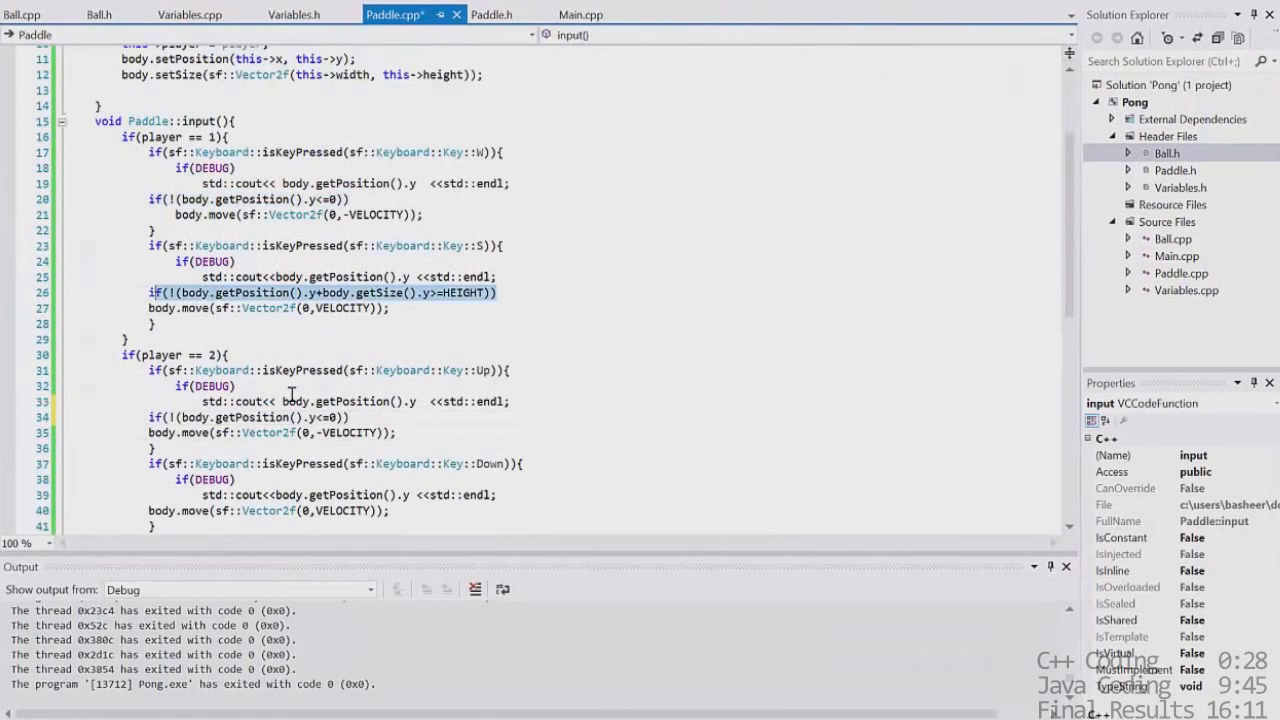 Ball.cpp Ball.h Variables.cpp Variables.h Paddle.cpp* Paddle.h Main.cpp
Paddle input()
this->player = player;
11 body.setPosition(this->x, this->y);
12 body.setSize(sf::Vector2f(this->width, this->height));
13
14 }
15 void Paddle::input(){
16 if(player == 1){
17 if(sf::Keyboard::isKeyPressed(sf::Keyboard::Key::W)){
18 if(DEBUG)
19 std::cout<< body.getPosition().y <<std::endl;
20 if(!(body.getPosition().y<=0))
21 body.move(sf::Vector2f(0,-VELOCITY));
22 }
23 if(sf::Keyboard::isKeyPressed(sf::Keyboard::Key::S)){
24 if(DEBUG)
25 std::cout<<body.getPosition().y <<std::endl;
26 if(!(body.getPosition().y+body.getSize().y>=HEIGHT))
27 body.move(sf::Vector2f(0,VELOCITY));
28 }
29 }
30 if(player == 2){
31 if(sf::Keyboard::isKeyPressed(sf::Keyboard::Key::Up)){
32 if(DEBUG)
33 std::cout<< body.getPosition().y <<std::endl;
34 if(!(body.getPosition().y<=0))
35 body.move(sf::Vector2f(0,-VELOCITY));
36 }
37 if(sf::Keyboard::isKeyPressed(sf::Keyboard::Key::Down)){
38 if(DEBUG)
39 std::cout<<body.getPosition().y <<std::endl;
40 body.move(sf::Vector2f(0,VELOCITY));
41 }
100 %
Output
Show output from: Debug
The thread 0x23c4 has exited with code 0 (0x0).
The thread 0x52c has exited with code 0 (0x0).
The thread 0x380c has exited with code 0 (0x0).
The thread 0x2d1c has exited with code 0 (0x0).
The thread 0x3854 has exited with code 0 (0x0).
The program '[13712] Pong.exe' has exited with code 0 (0x0).
Solution Explorer
Search Solution Explorer (Ctrl+;)
Solution 'Pong' (1 project)
Pong
External Dependencies
Header Files
Ball.h
Paddle.h
Variables.h
Resource Files
Source Files
Ball.cpp
Main.cpp
Paddle.cpp
Variables.cpp
Properties
input VCCodeFunction
C++
(Name) input
Access public
CanOverride False
File c:\users\basheer\do
FullName Paddle::input
IsConstant False
IsInjected False
IsInline False
IsOverloaded False
IsSealed False
IsShared False
IsTemplate False
IsVirtual False
MustImplement False
TypeString void
C++
C++ Coding 0:28
Java Coding 9:45
Final Results 16:11